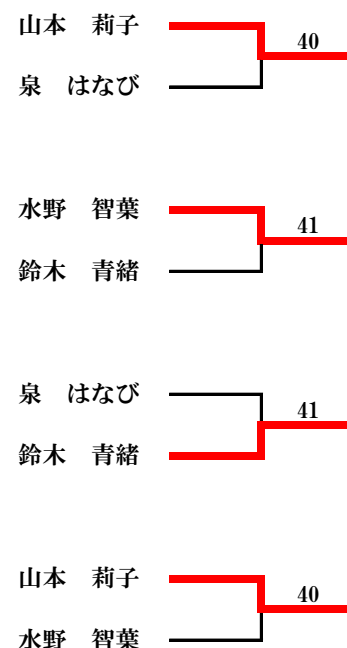 山本　莉子
40
泉　はなび
水野　智葉
41
鈴木　青緒
泉　はなび
41
鈴木　青緒
山本　莉子
40
水野　智葉